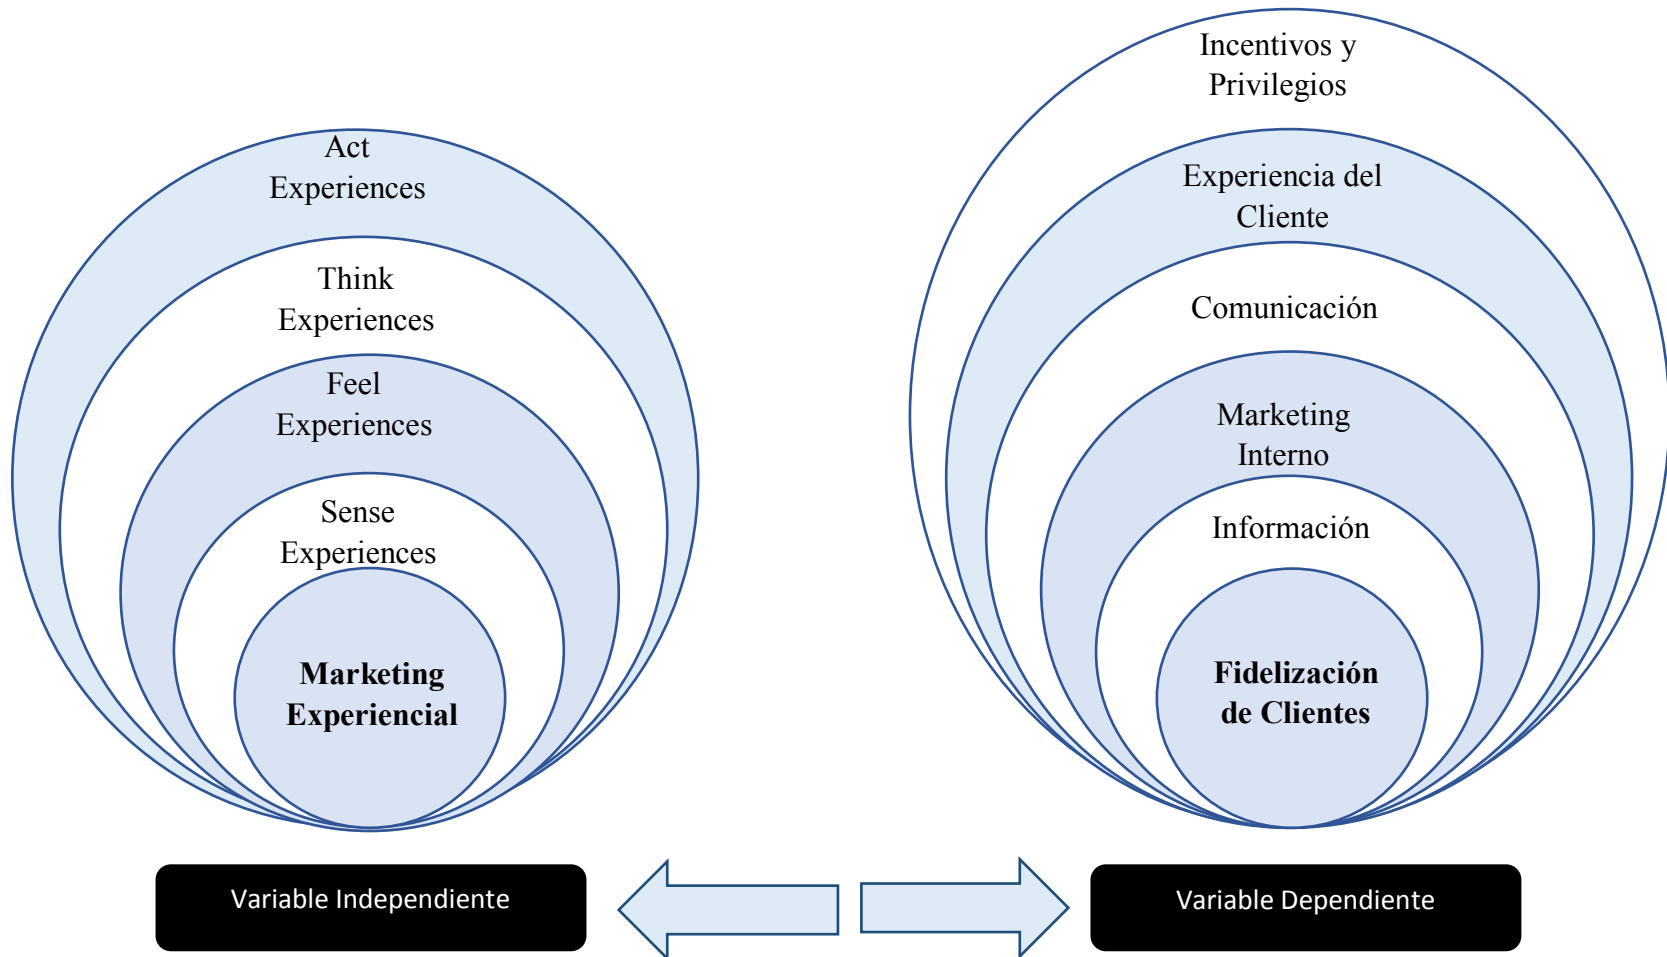 Act
Experiences
Think
Experiences
Feel
Experiences
Sense
Experiences
Marketing
Experiencial
Variable Independiente
Incentivos y
Privilegios
Experiencia del
Cliente
Comunicación
Marketing
Interno
Información
Fidelización
de Clientes
Variable Dependiente